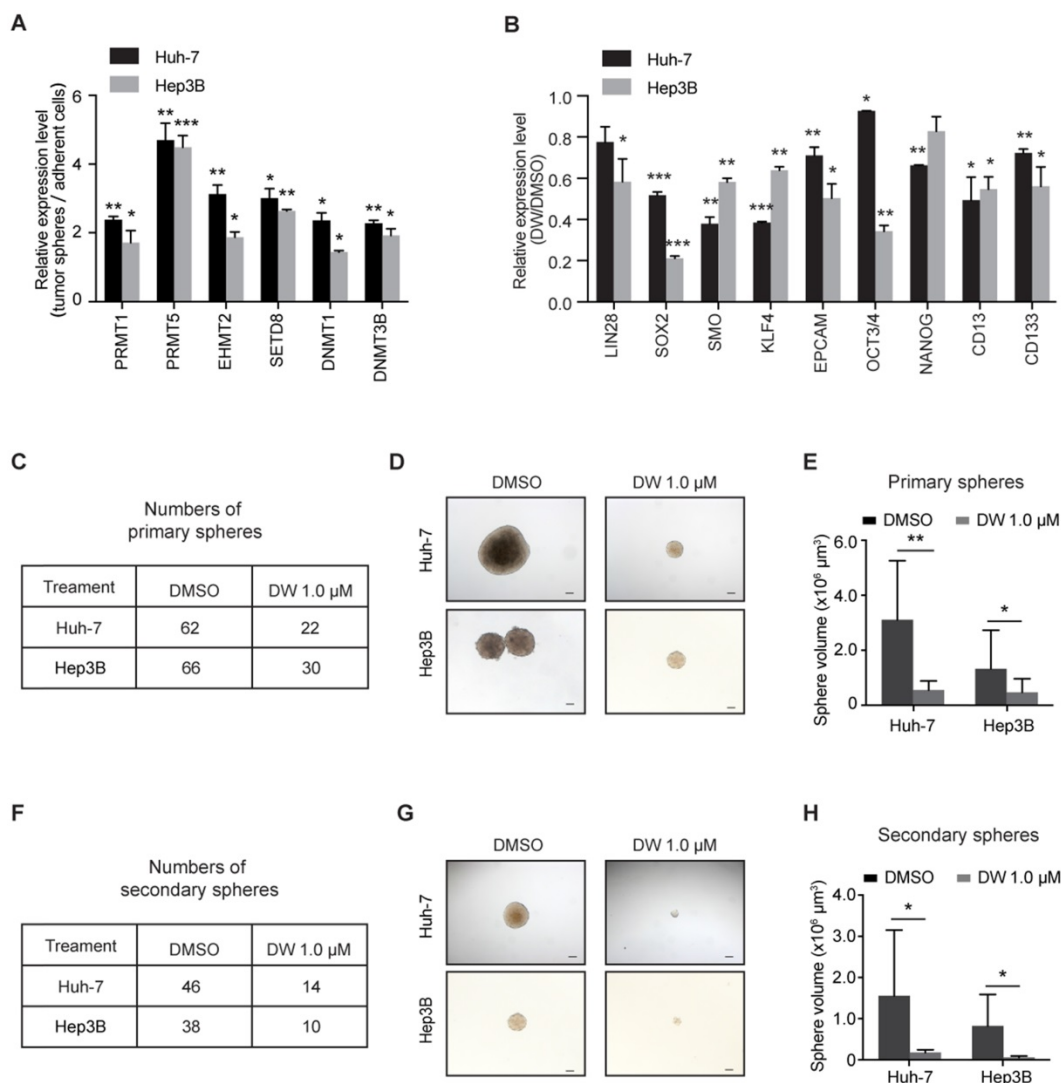 A
Huh-7
Hep3B
Relative expression level
(tumor spheres / adherent cells)
6
4
2
0
** * ** *** ** * * ** * * ** *
PRMT1
PRMT5
EHMT2
SETD8
DNMT1
DNMT3B
B
Huh-7
Hep3B
Relative expression level
(DW/DMSO)
1.0
0.8
0.6
0.4
0.2
0.0
* *** *** ** ** *** ** ** * * ** ** * * ** *
LIN28
SOX2
SMO
KLF4
EPCAM
OCT3/4
NANOG
CD13
CD133
C
Numbers of
primary spheres
Treament DMSO DW 1.0 µM
Huh-7 62 22
Hep3B 66 30
D
DMSO DW 1.0 µM
Huh-7
Hep3B
E
Primary spheres
DMSO DW 1.0 µM
Sphere volume (x10⁶ µm³)
6.0
4.0
2.0
0
** *
Huh-7 Hep3B
F
Numbers of
secondary spheres
Treament DMSO DW 1.0 µM
Huh-7 46 14
Hep3B 38 10
G
DMSO DW 1.0 µM
Huh-7
Hep3B
H
Secondary spheres
DMSO DW 1.0 µM
Sphere volume (x10⁶ µm³)
4.0
3.0
2.0
1.0
0
* *
Huh-7 Hep3B